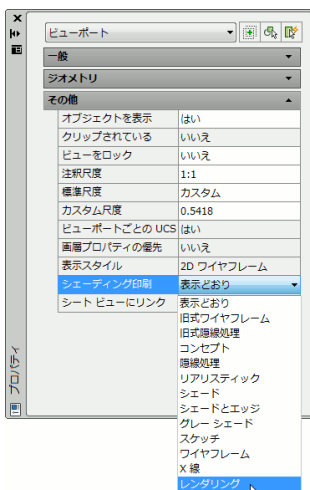 ビューポート
一般
ジオメトリ
その他
オブジェクトを表示 はい
クリップされている いいえ
ビューをロック いいえ
注釈尺度 1:1
標準尺度 カスタム
カスタム尺度 0.5418
ビューポートごとの UCS はい
画層プロパティの優先 いいえ
表示スタイル 2D ワイヤフレーム
シェーディング印刷 表示どおり
シート ビューにリンク 表示どおり
旧式ワイヤフレーム
旧式隠線処理
コンセプト
隠線処理
リアリスティック
シェード
シェードとエッジ
グレー シェード
スケッチ
ワイヤフレーム
X 線
レンダリング
プロパティ